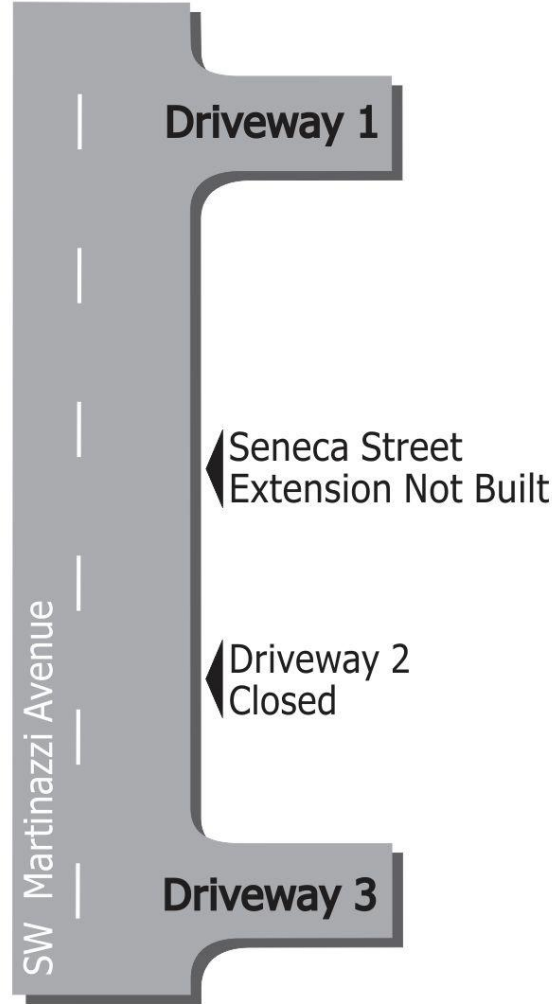 Driveway 1
Seneca Street
Extension Not Built
Driveway 2
Closed
SW Martinazzi Avenue
Driveway 3